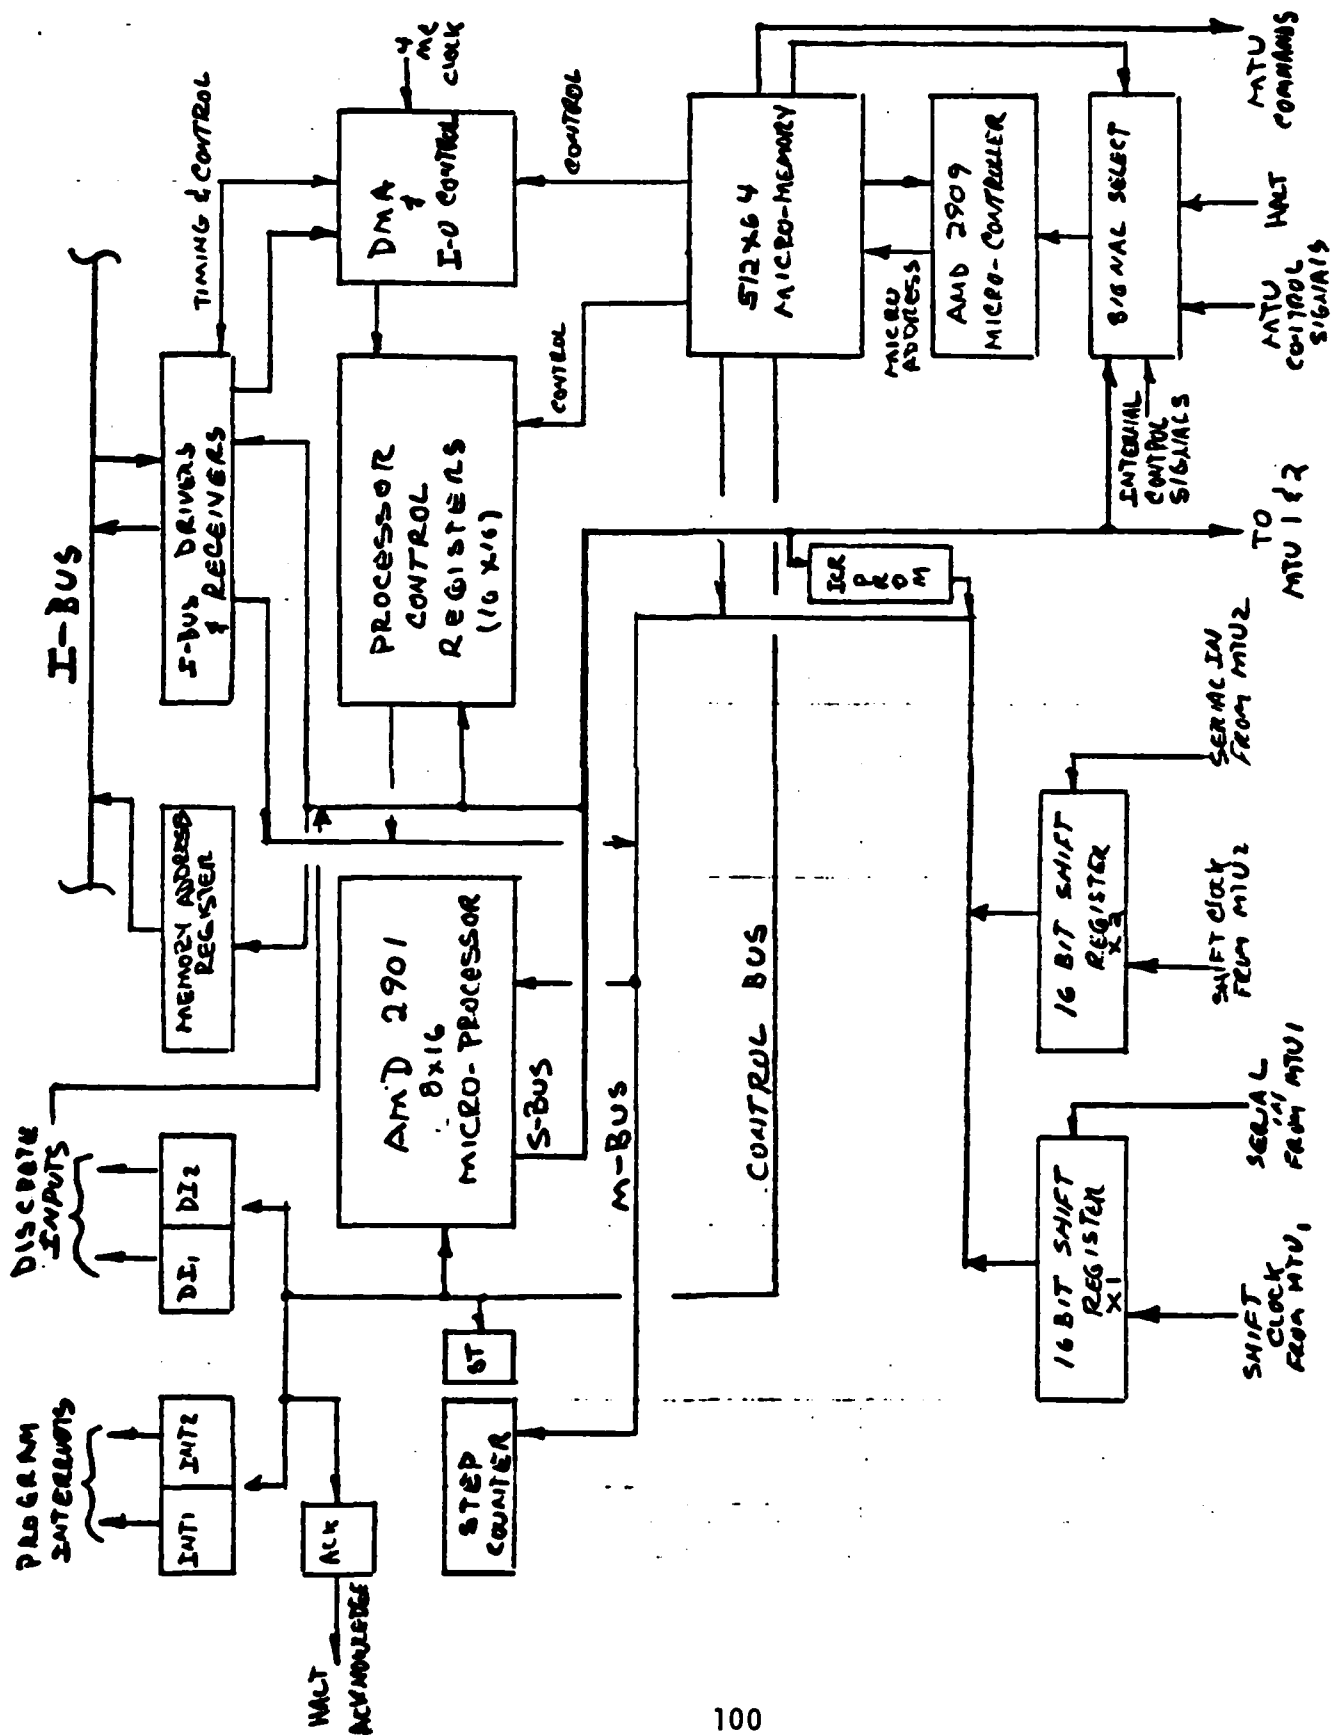 PROGRAM
INTERRUPTS
INT1
INT2
HALT
ACKNOWLEDGE
ACK
DISCRETE
INPUTS
DI1
DI2
I-BUS
MEMORY ADDRESS
REGISTER
I-BUS DRIVERS
& RECEIVERS
TIMING & CONTROL
4
MC
CLOCK
DMA
&
I-O CONTROL
PROCESSOR
CONTROL
REGISTERS
(16 X16)
AMD 2901
8x16
MICRO-PROCESSOR
STEP
COUNTER
ST
S-BUS
M-BUS
CONTROL BUS
CONTROL
CONTROL
512X64
MICRO-MEMORY
MICRO
ADDRESS
AMD 2909
MICRO-CONTROLLER
SIGNAL SELECT
INTERNAL
CONTROL
SIGNALS
MTU
CONTROL
SIGNALS
HALT
MTU
COMMANDS
ICR
PROM
TO
MTU 1 & 2
16 BIT SHIFT
REGISTER
X1
SHIFT
CLOCK
FROM MTU1
SERIAL
IN
FROM MTU1
16 BIT SHIFT
REGISTER
X2
SHIFT CLOCK
FROM MTU2
SERIAL IN
FROM MTU2
100